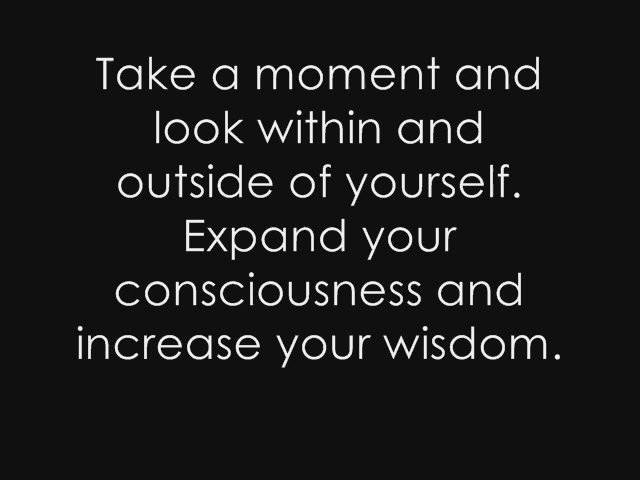 Take a moment and
look within and
outside of yourself.
Expand your
consciousness and
increase your wisdom.